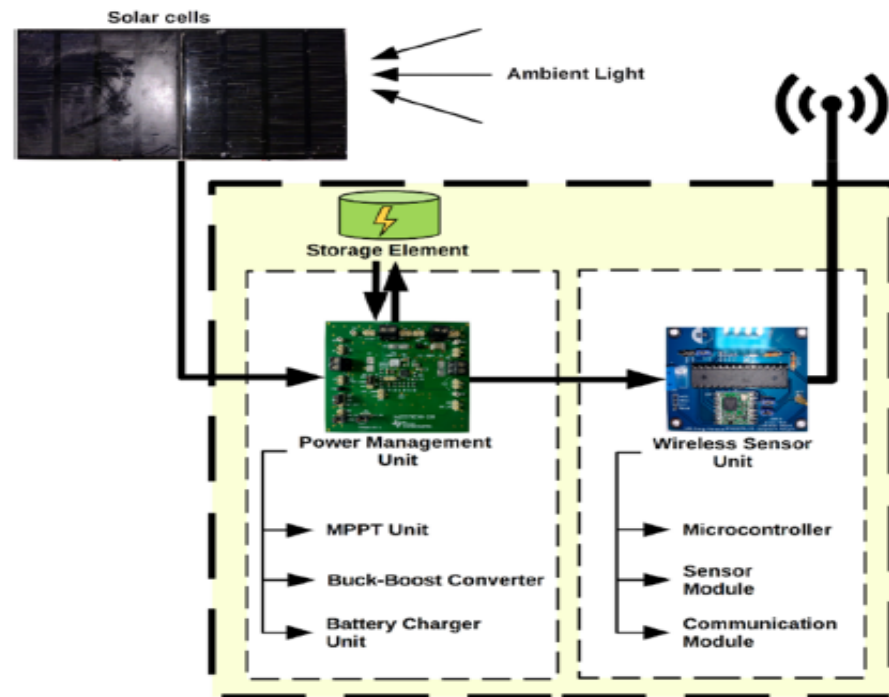 Solar cells
Ambient Light
Storage Element
Power Management
Unit
MPPT Unit
Buck-Boost Converter
Battery Charger
Unit
Wireless Sensor
Unit
Microcontroller
Sensor
Module
Communication
Module